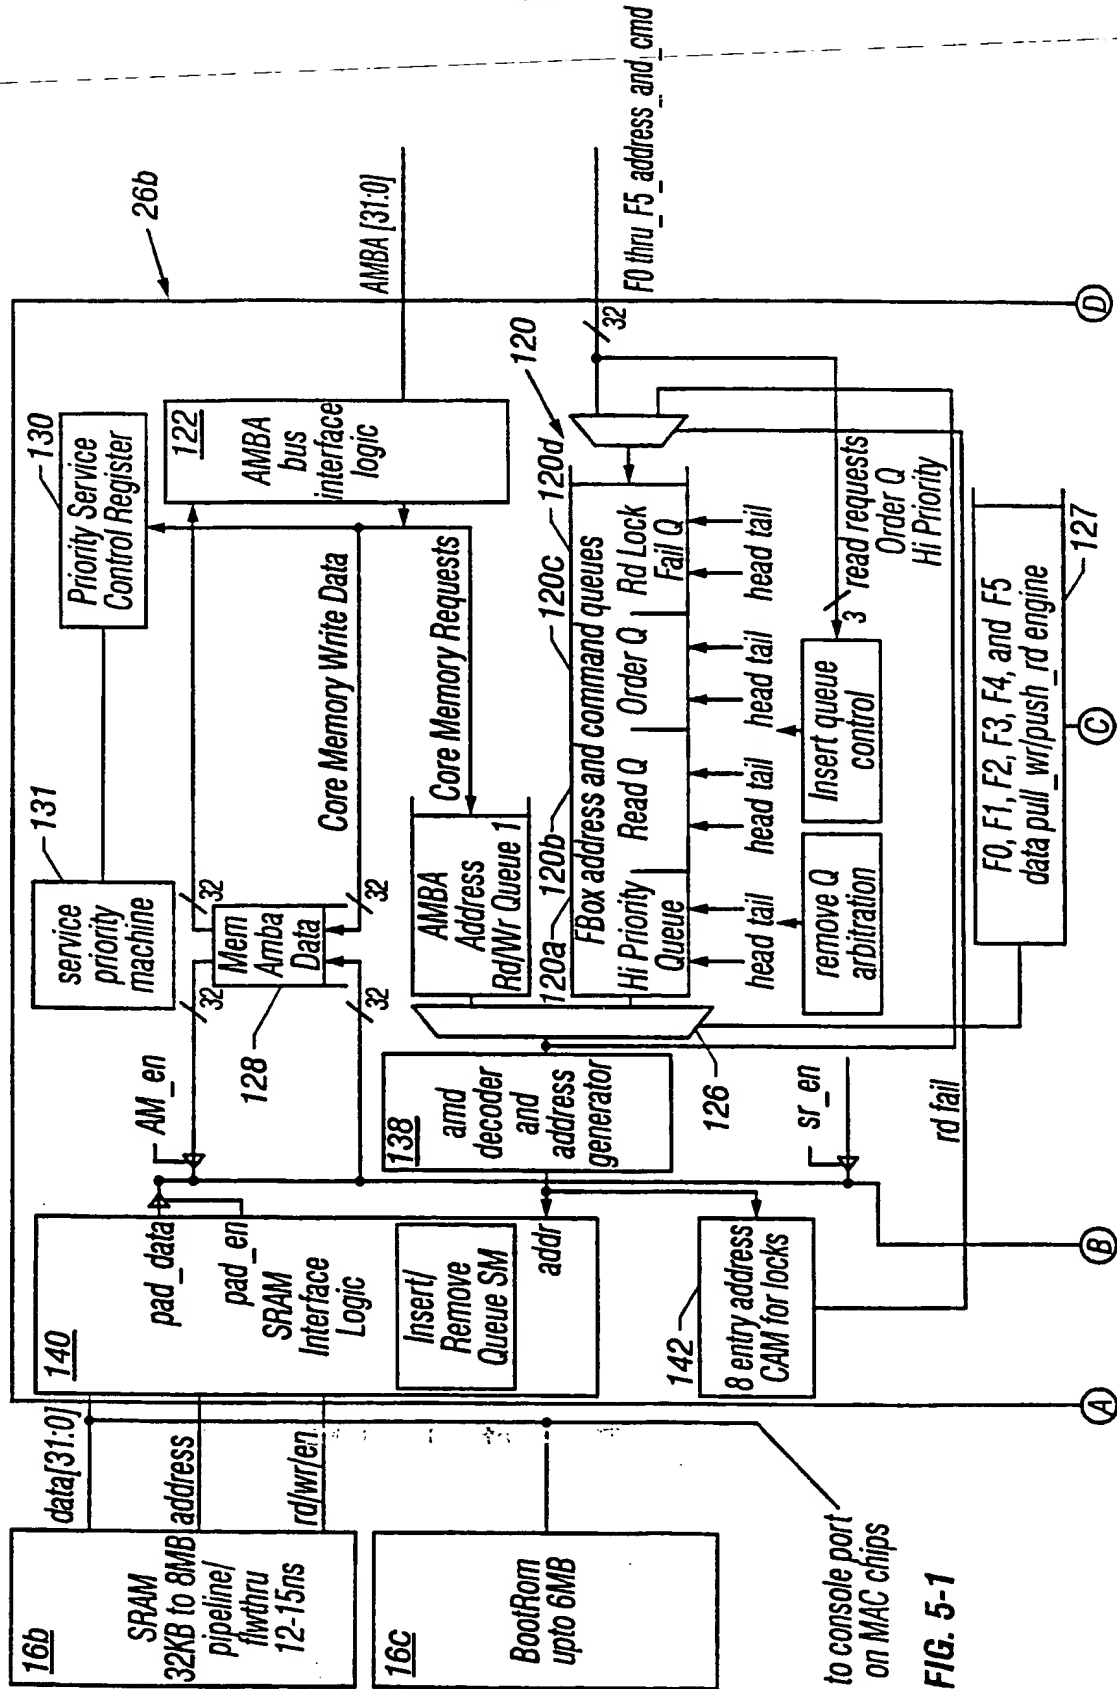 16b
SRAM
32KB to 8MB
pipeline/
flwthru
12-15ns
data[31:0]
address
rd/wr/en
16c
BootRom
upto 6MB
to console port
on MAC chips
FIG. 5-1
140
pad_data
pad_en
SRAM
Interface
Logic
Insert/
Remove
Queue SM
addr
142
8 entry address
CAM for locks
AM_en
128
Mem
Amba
Data
32
32
32
32
131
service
priority
machine
130
Priority Service
Control Register
26b
122
AMBA
bus
interface
logic
AMBA [31:0]
Core Memory Write Data
Core Memory Requests
AMBA
Address
Rd/Wr Queue 1
138
amd
decoder
and
address
generator
126
sr_en
rd fail
120a
120b
120c
120d
120
FBox address and command queues
Hi Priority
Queue
Read Q
Order Q
Rd Lock
Fail Q
head tail
head tail
head tail
head tail
remove Q
arbitration
Insert queue
control
3
read requests
Order Q
Hi Priority
32
F0 thru F5_address_and_cmd
F0, F1, F2, F3, F4, and F5
data pull_wr/push_rd engine
127
A
B
C
D